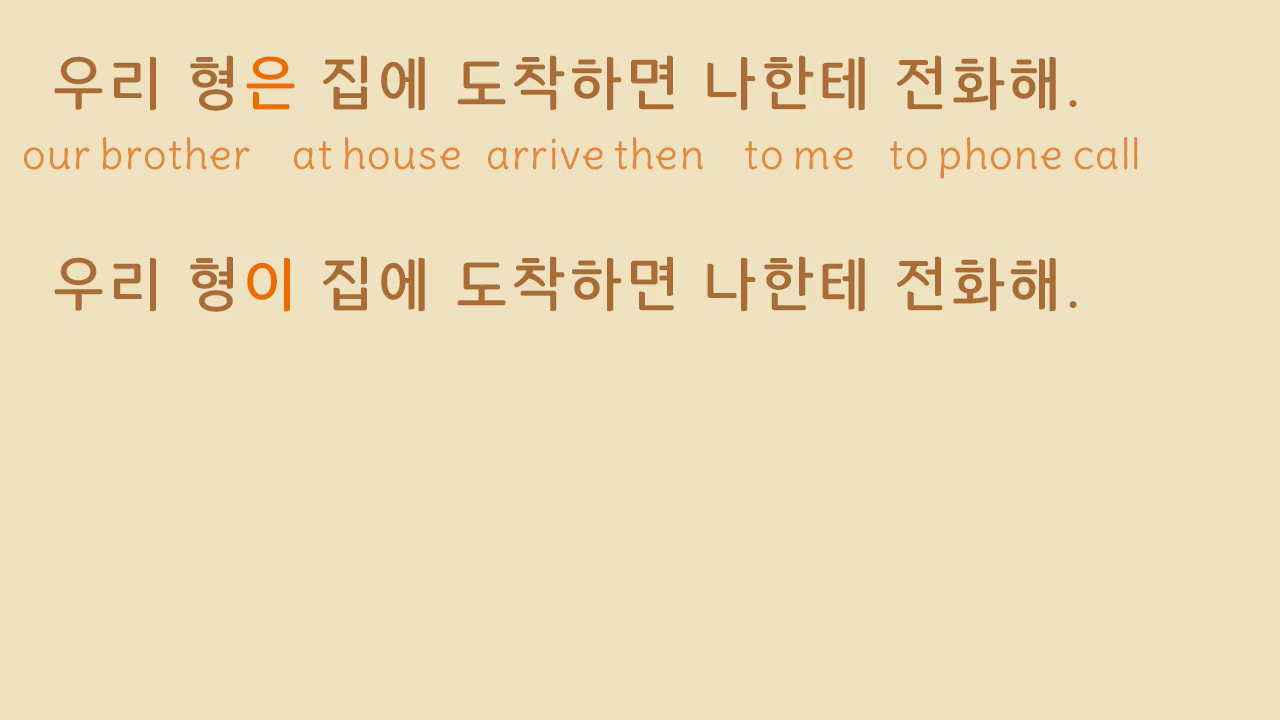 우리 형은 집에 도착하면 나한테 전화해.
our brother at house arrive then to me to phone call
우리 형이 집에 도착하면 나한테 전화해.